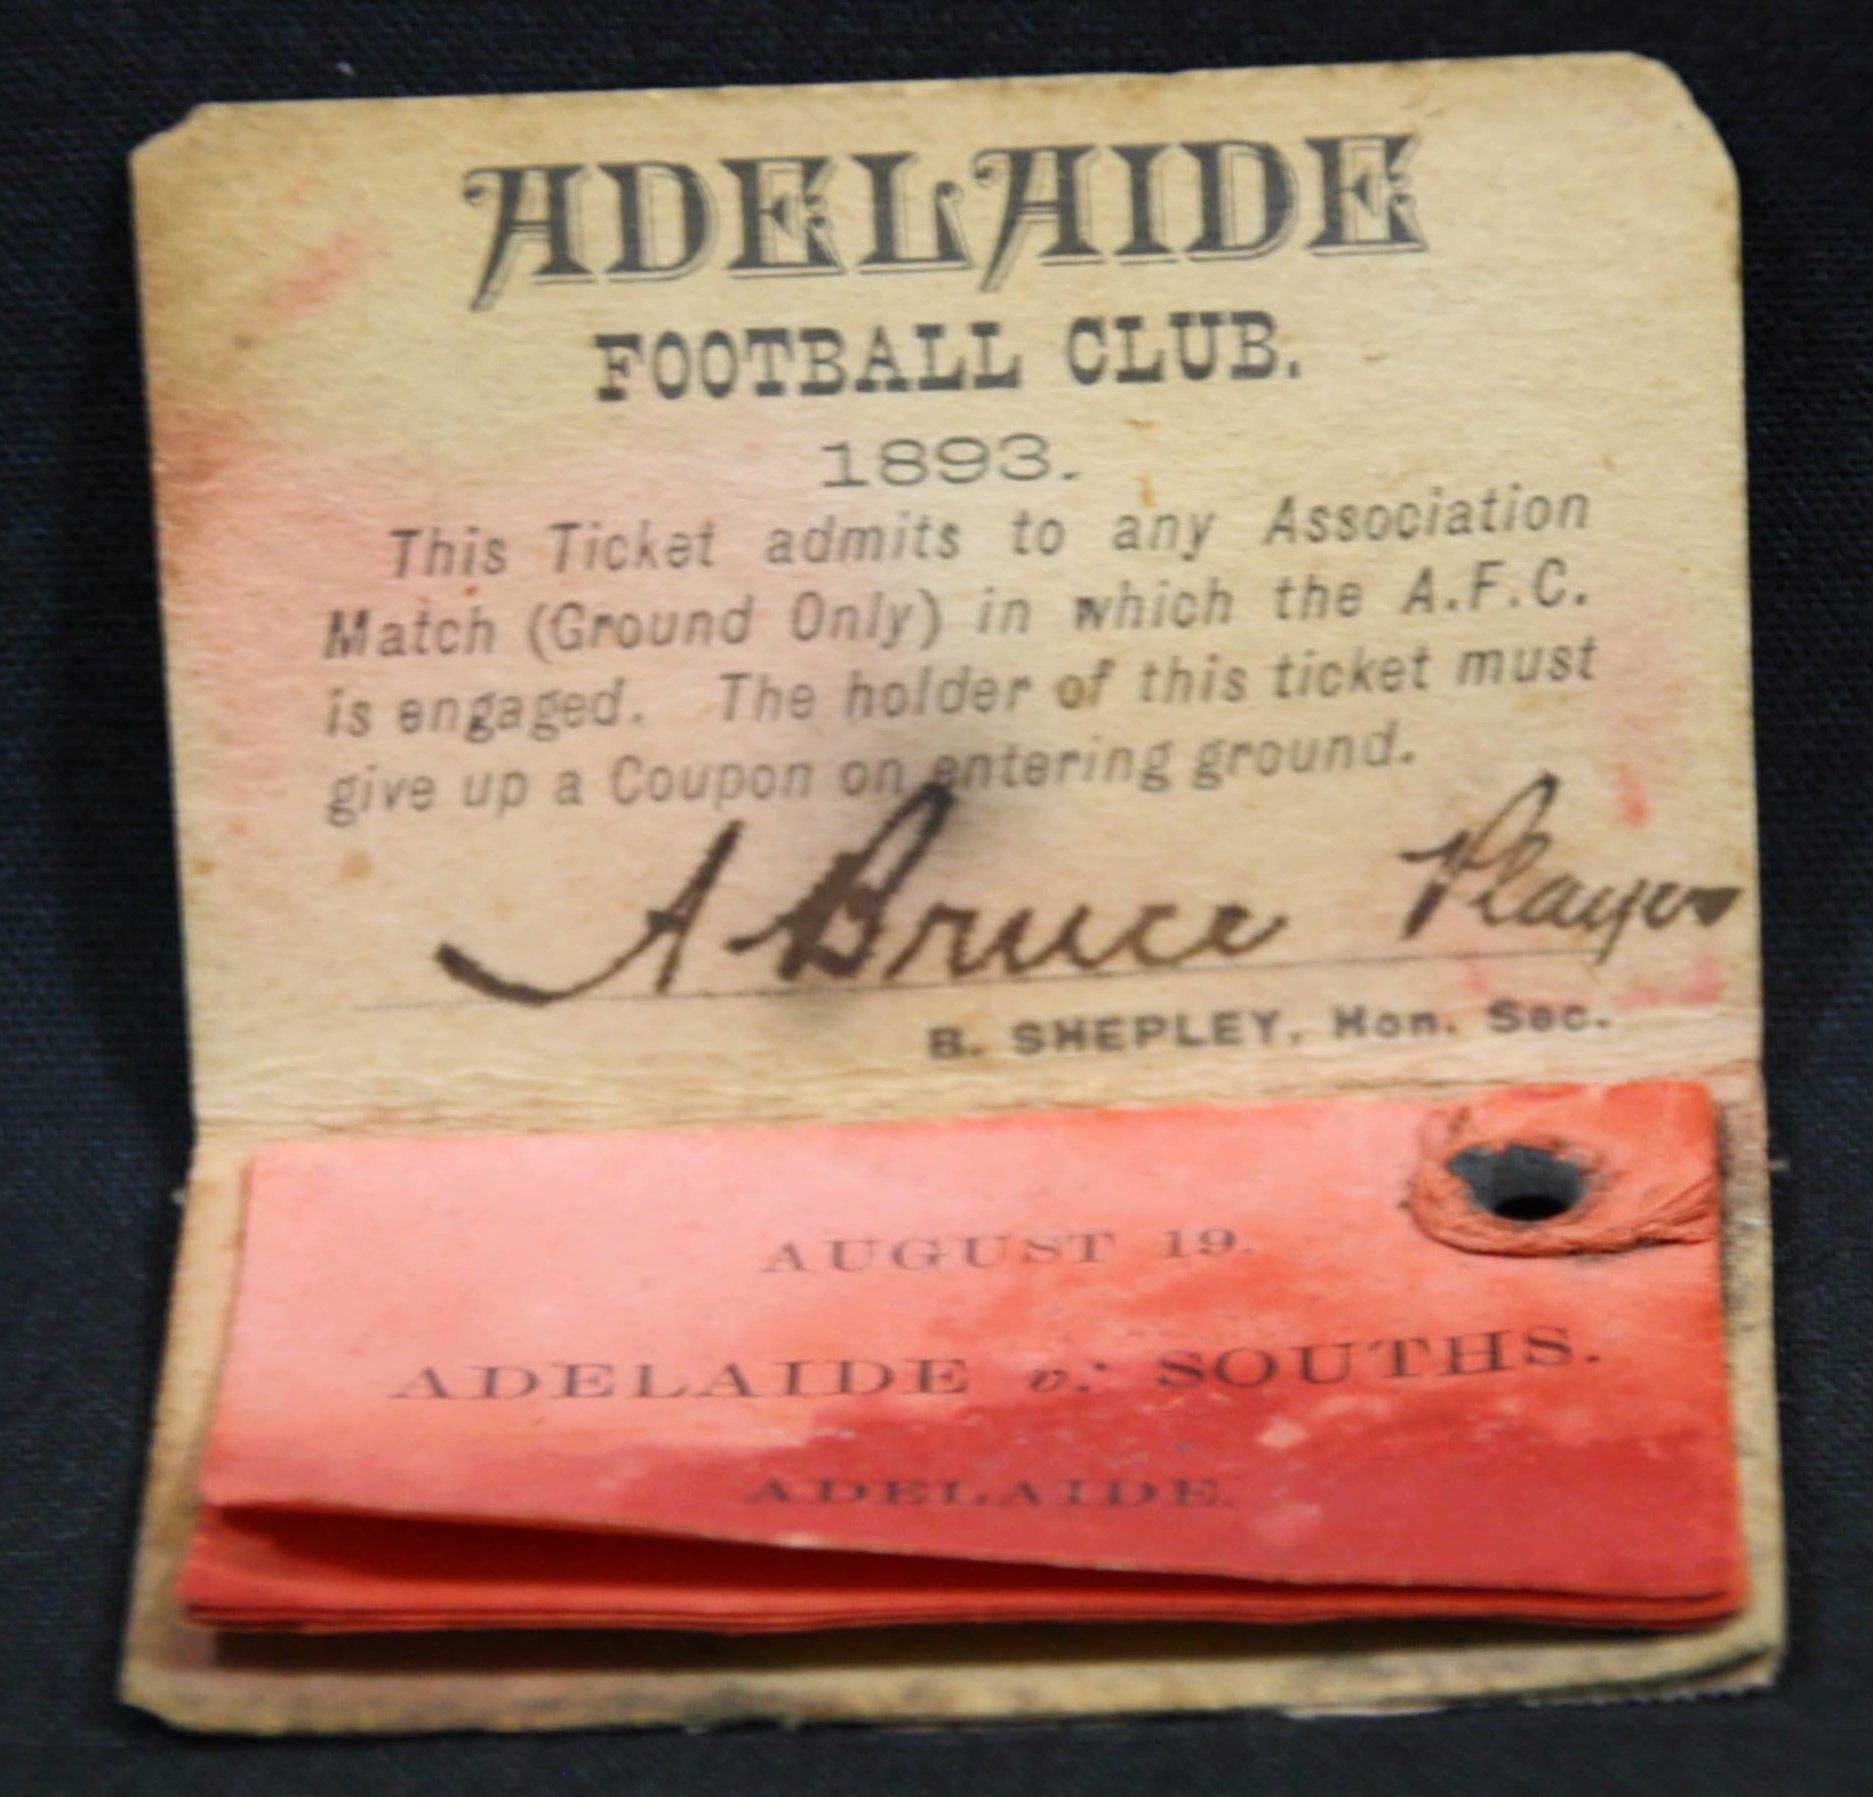 ADELAIDE
FOOTBALL CLUB.
1893.
This Ticket admits to any Association
Match (Ground Only) in which the A.F.C.
is engaged. The holder of this ticket must
give up a Coupon on entering ground.
A Bruce Player
B. SHEPLEY, Hon. Sec.
AUGUST 19.
ADELAIDE v. SOUTHS.
ADELAIDE.